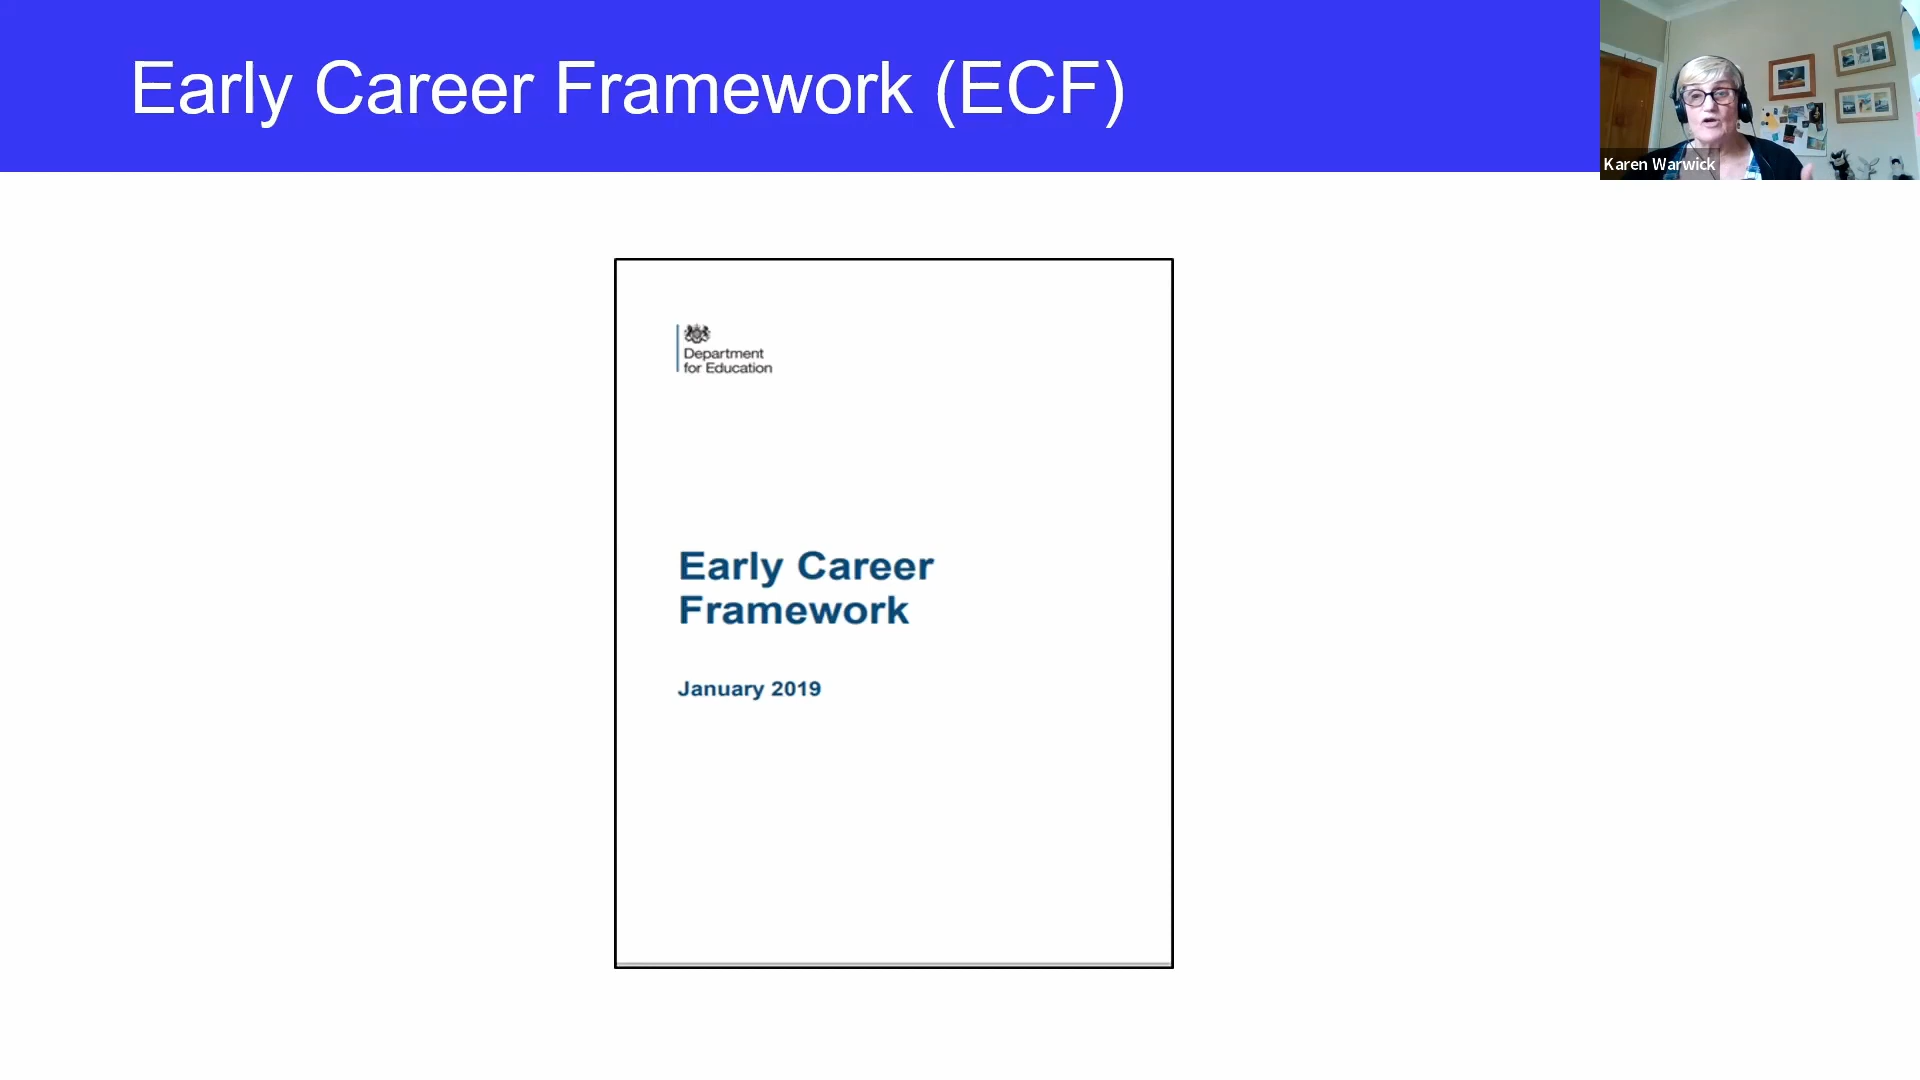 Early Career Framework (ECF)
Karen Warwick
Department
for Education
Early Career
Framework
January 2019